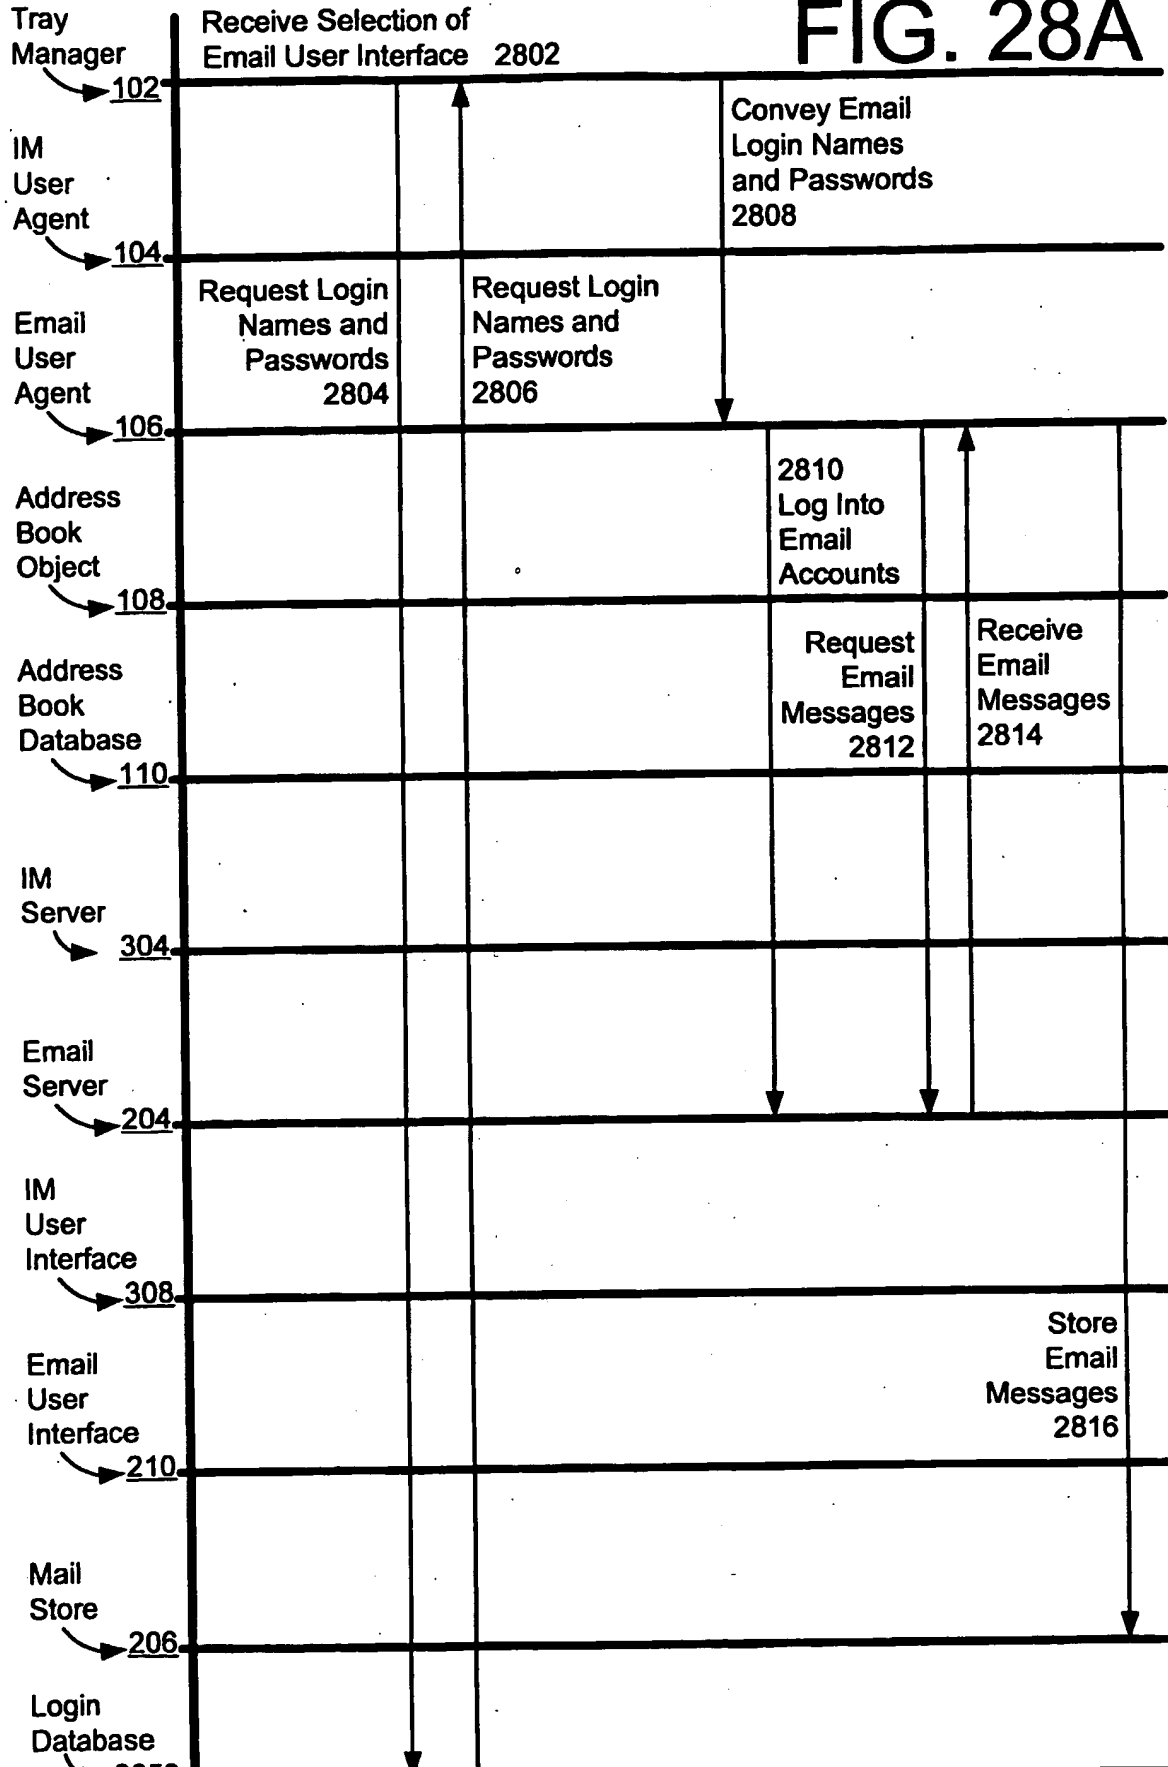 FIG. 28A
Tray
Manager
102
Receive Selection of
Email User Interface 2802
Convey Email
Login Names
and Passwords
2808
IM
User
Agent
104
Request Login
Names and
Passwords
2804
Request Login
Names and
Passwords
2806
Email
User
Agent
106
2810
Log Into
Email
Accounts
Address
Book
Object
108
Request
Email
Messages
2812
Receive
Email
Messages
2814
Address
Book
Database
110
IM
Server
304
Email
Server
204
IM
User
Interface
308
Store
Email
Messages
2816
Email
User
Interface
210
Mail
Store
206
Login
Database